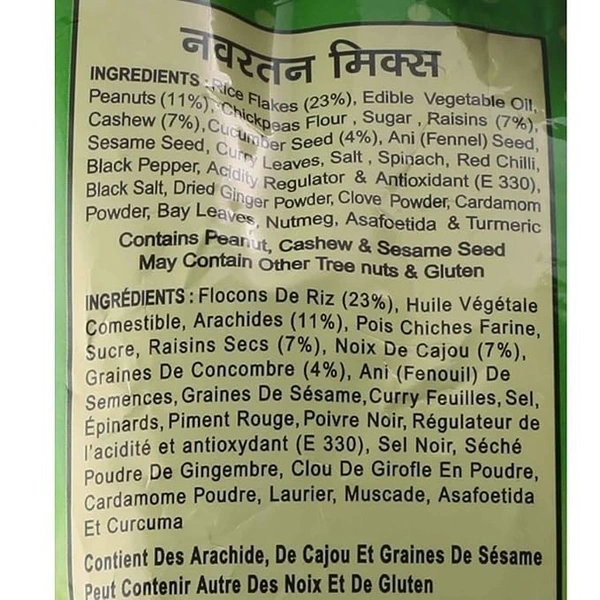 नवरतन मिक्स
INGREDIENTS : Rice Flakes (23%), Edible Vegetable Oil,
Peanuts (11%), Chickpeas Flour , Sugar , Raisins (7%),
Cashew (7%), Cucumber Seed (4%), Ani (Fennel) Seed,
Sesame Seed, Curry Leaves, Salt , Spinach, Red Chilli,
Black Pepper, Acidity Regulator & Antioxidant (E 330),
Black Salt, Dried Ginger Powder, Clove Powder, Cardamom
Powder, Bay Leaves, Nutmeg, Asafoetida & Turmeric
Contains Peanut, Cashew & Sesame Seed
May Contain Other Tree nuts & Gluten
INGRÉDIENTS : Flocons De Riz (23%), Huile Végétale
Comestible, Arachides (11%), Pois Chiches Farine,
Sucre, Raisins Secs (7%), Noix De Cajou (7%),
Graines De Concombre (4%), Ani (Fenouil) De
Semences, Graines De Sésame, Curry Feuilles, Sel,
Épinards, Piment Rouge, Poivre Noir, Régulateur de
l'acidité et antioxydant (E 330), Sel Noir, Séché
Poudre De Gingembre, Clou De Girofle En Poudre,
Cardamome Poudre, Laurier, Muscade, Asafoetida
Et Curcuma
Contient Des Arachide, De Cajou Et Graines De Sésame
Peut Contenir Autre Des Noix Et De Gluten